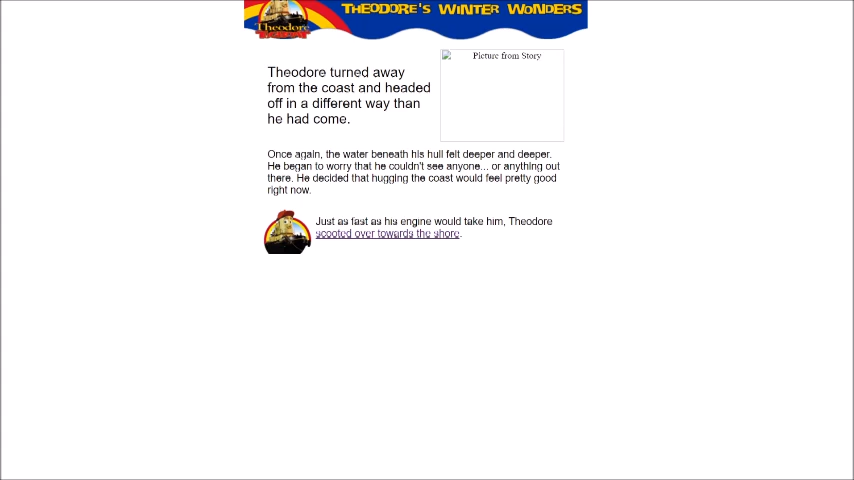 THEODORE'S WINTER WONDERS
Theodore
Picture from Story
Theodore turned away
from the coast and headed
off in a different way than
he had come.
Once again, the water beneath his hull felt deeper and deeper.
He began to worry that he couldn't see anyone... or anything out
there. He decided that hugging the coast would feel pretty good
right now.
Just as fast as his engine would take him, Theodore
scooted over towards the shore.